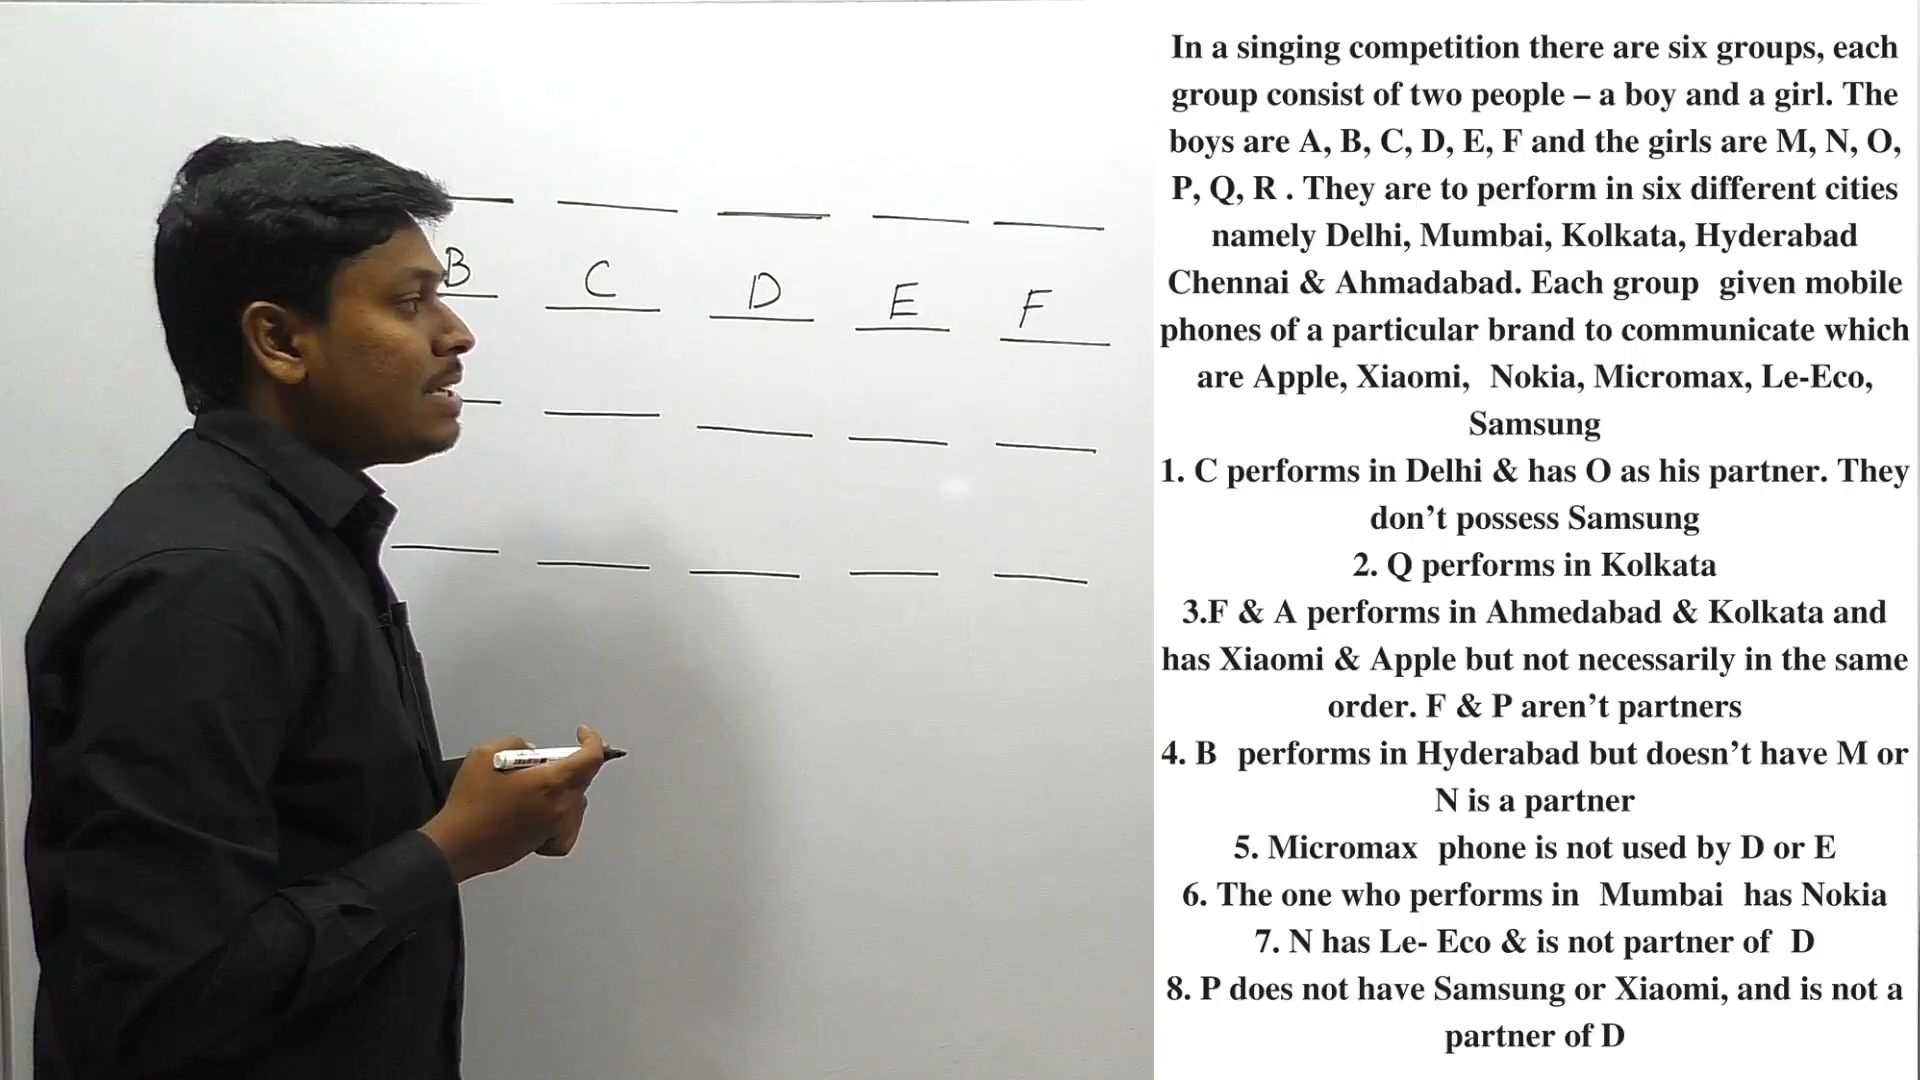 In a singing competition there are six groups, each
group consist of two people – a boy and a girl. The
boys are A, B, C, D, E, F and the girls are M, N, O,
P, Q, R . They are to perform in six different cities
namely Delhi, Mumbai, Kolkata, Hyderabad
Chennai & Ahmadabad. Each group given mobile
phones of a particular brand to communicate which
are Apple, Xiaomi, Nokia, Micromax, Le-Eco,
Samsung
1. C performs in Delhi & has O as his partner. They
don’t possess Samsung
2. Q performs in Kolkata
3.F & A performs in Ahmedabad & Kolkata and
has Xiaomi & Apple but not necessarily in the same
order. F & P aren’t partners
4. B performs in Hyderabad but doesn’t have M or
N is a partner
5. Micromax phone is not used by D or E
6. The one who performs in Mumbai has Nokia
7. N has Le- Eco & is not partner of D
8. P does not have Samsung or Xiaomi, and is not a
partner of D
B C D E F